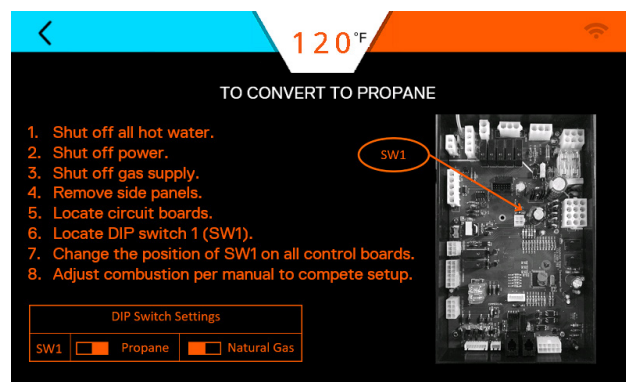 120°F
TO CONVERT TO PROPANE
1. Shut off all hot water.
2. Shut off power.
3. Shut off gas supply.
4. Remove side panels.
5. Locate circuit boards.
6. Locate DIP switch 1 (SW1).
7. Change the position of SW1 on all control boards.
8. Adjust combustion per manual to compete setup.
SW1
DIP Switch Settings
SW1 Propane Natural Gas